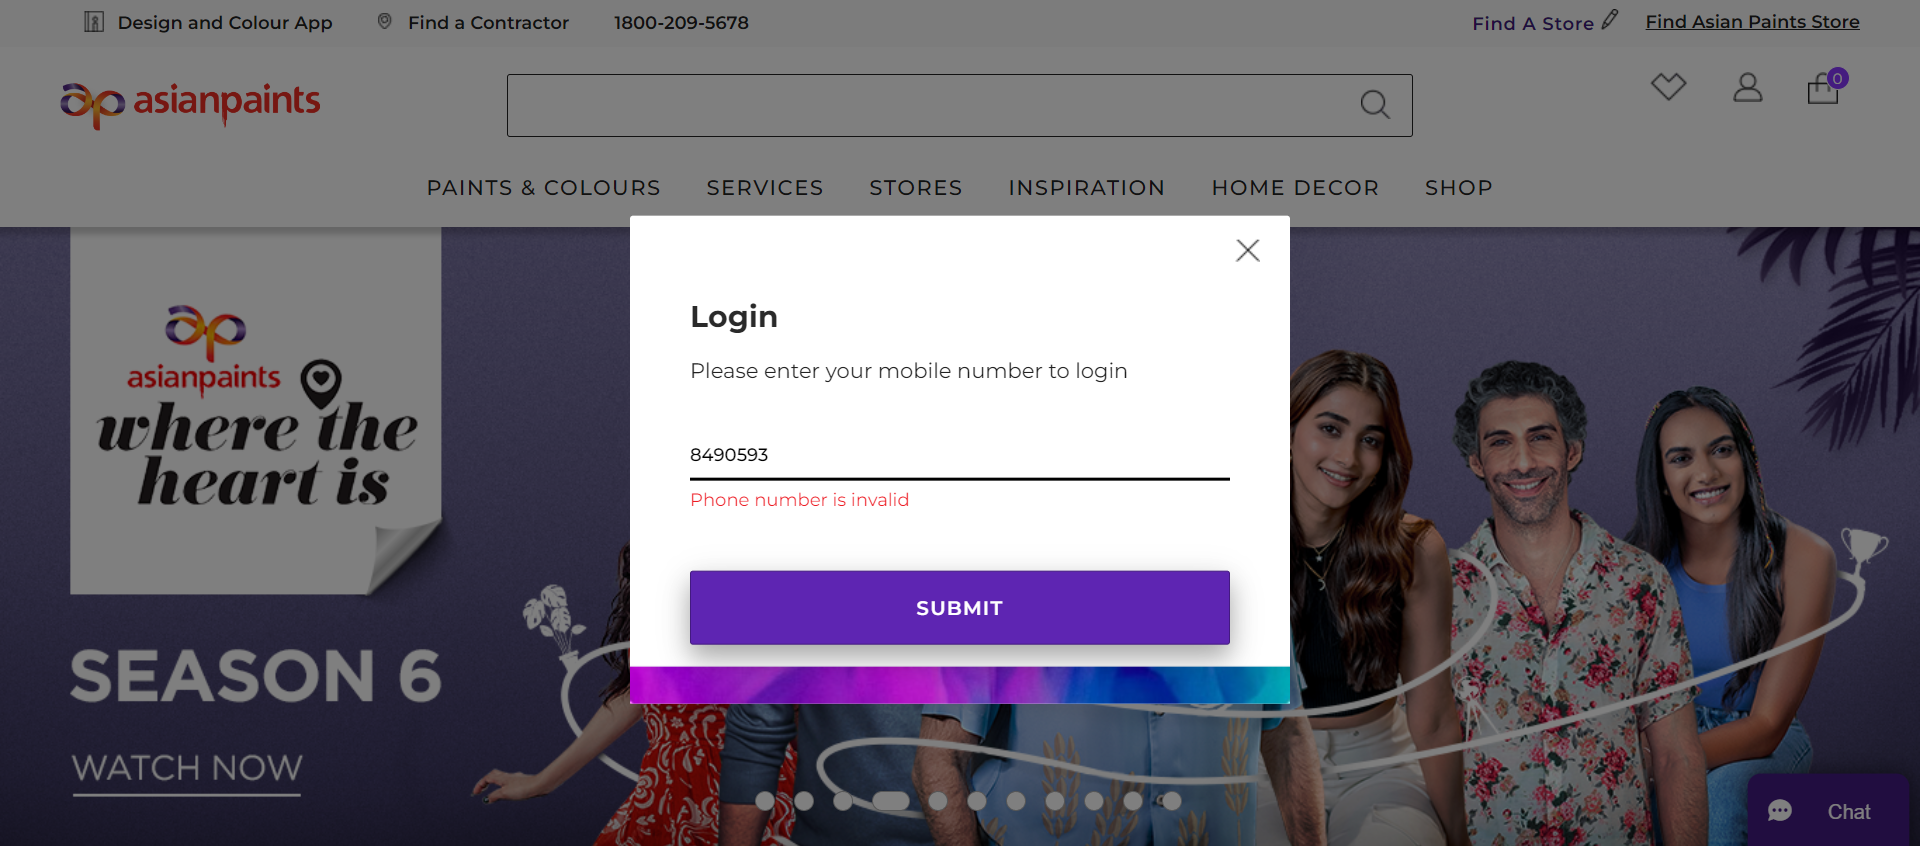 Design and Colour App
Find a Contractor
1800-209-5678
Find A Store
Find Asian Paints Store
asianpaints
0
PAINTS & COLOURS
SERVICES
STORES
INSPIRATION
HOME DECOR
SHOP
asianpaints
where the
heart is
SEASON 6
WATCH NOW
Login
Please enter your mobile number to login
8490593
Phone number is invalid
SUBMIT
Chat